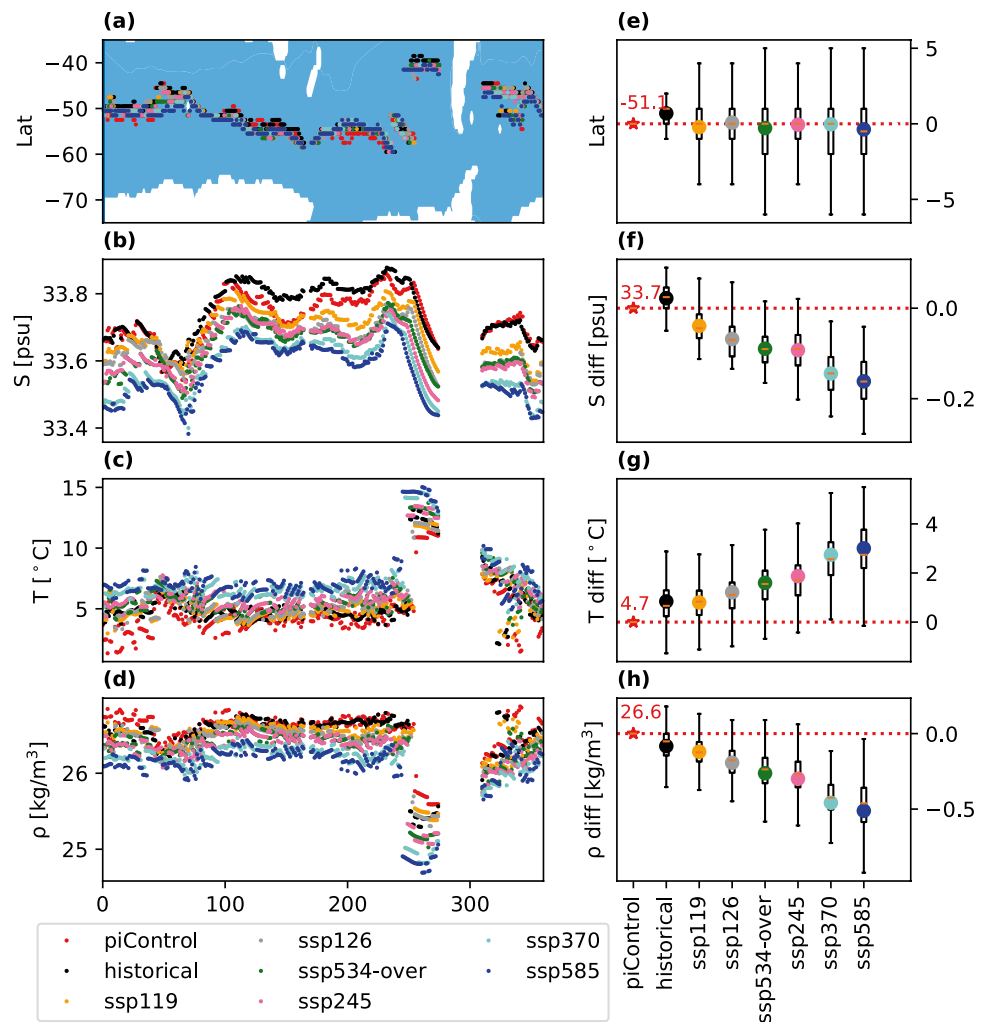 (a)
−40
−50
−60
−70
Lat
(b)
33.8
33.6
33.4
S [psu]
(c)
15
10
5
T [°C]
(d)
26
25
ρ [kg/m³]
0 100 200 300
(e)
-51.1
5
0
−5
Lat
(f)
33.7
0.0
−0.2
S diff [psu]
(g)
4.7
4
2
0
T diff [°C]
(h)
26.6
0.0
−0.5
ρ diff [kg/m³]
piControl
historical
ssp119
ssp126
ssp534-over
ssp245
ssp370
ssp585
piControl
historical
ssp119
ssp126
ssp534-over
ssp245
ssp370
ssp585